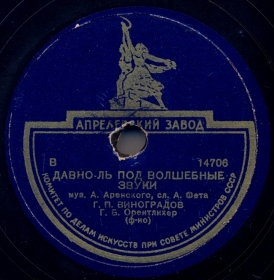 АПРЕЛЕВСКИЙ ЗАВОД
В 14706
ДАВНО-ЛЬ ПОД ВОЛШЕБНЫЕ
ЗВУКИ
муз. А. Аренского, сл. А. Фета
Г. П. ВИНОГРАДОВ
Г. Б. Орентлихер
(ф-но)
КОМИТЕТ ПО ДЕЛАМ ИСКУССТВ ПРИ СОВЕТЕ МИНИСТРОВ СССР